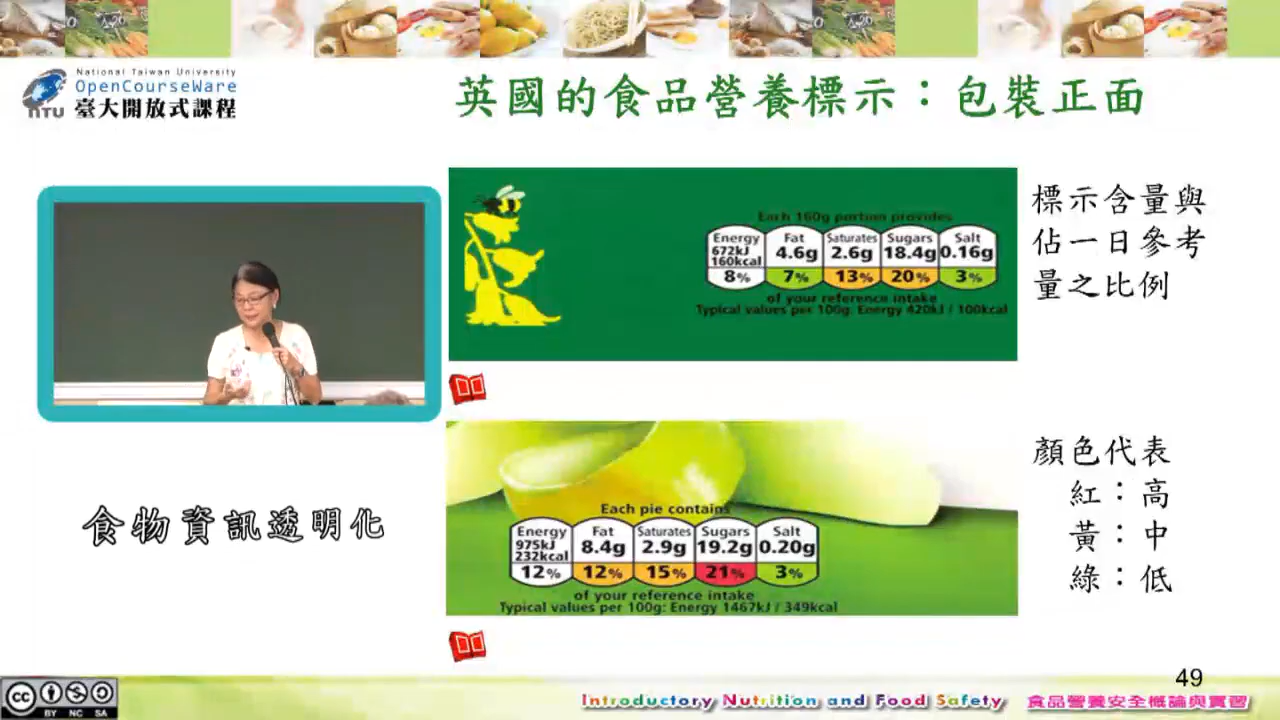 National Taiwan University
OpenCourseWare
NTU 臺大開放式課程
英國的食品營養標示：包裝正面
Each 160g portion provides
Energy Fat Saturates Sugars Salt
672kJ 160kcal 4.6g 2.6g 18.4g 0.16g
8% 7% 13% 20% 3%
of your reference intake
Typical values per 100g: Energy 420kJ / 100kcal
標示含量與
佔一日參考
量之比例
食物資訊透明化
Each pie contains
Energy Fat Saturates Sugars Salt
975kJ 232kcal 8.4g 2.9g 19.2g 0.20g
12% 12% 15% 21% 3%
of your reference intake
Typical values per 100g: Energy 1467kJ / 349kcal
顏色代表
紅：高
黃：中
綠：低
49
cc BY NC SA
Introductory Nutrition and Food Safety 食品營養安全概論與實習